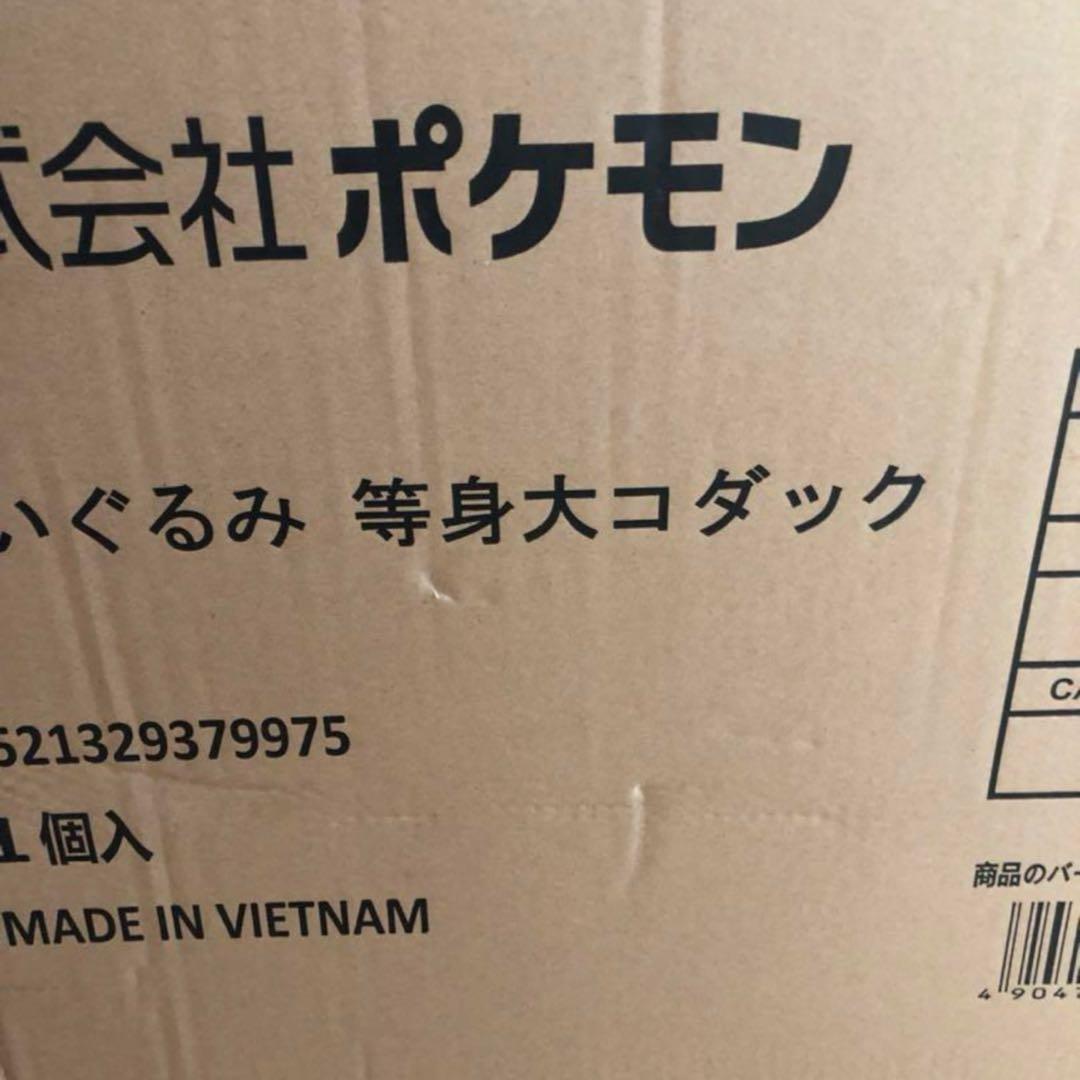 式会社ポケモン
いぐるみ 等身大コダック
521329379975
1個入
MADE IN VIETNAM
CA
商品のバー
4 904